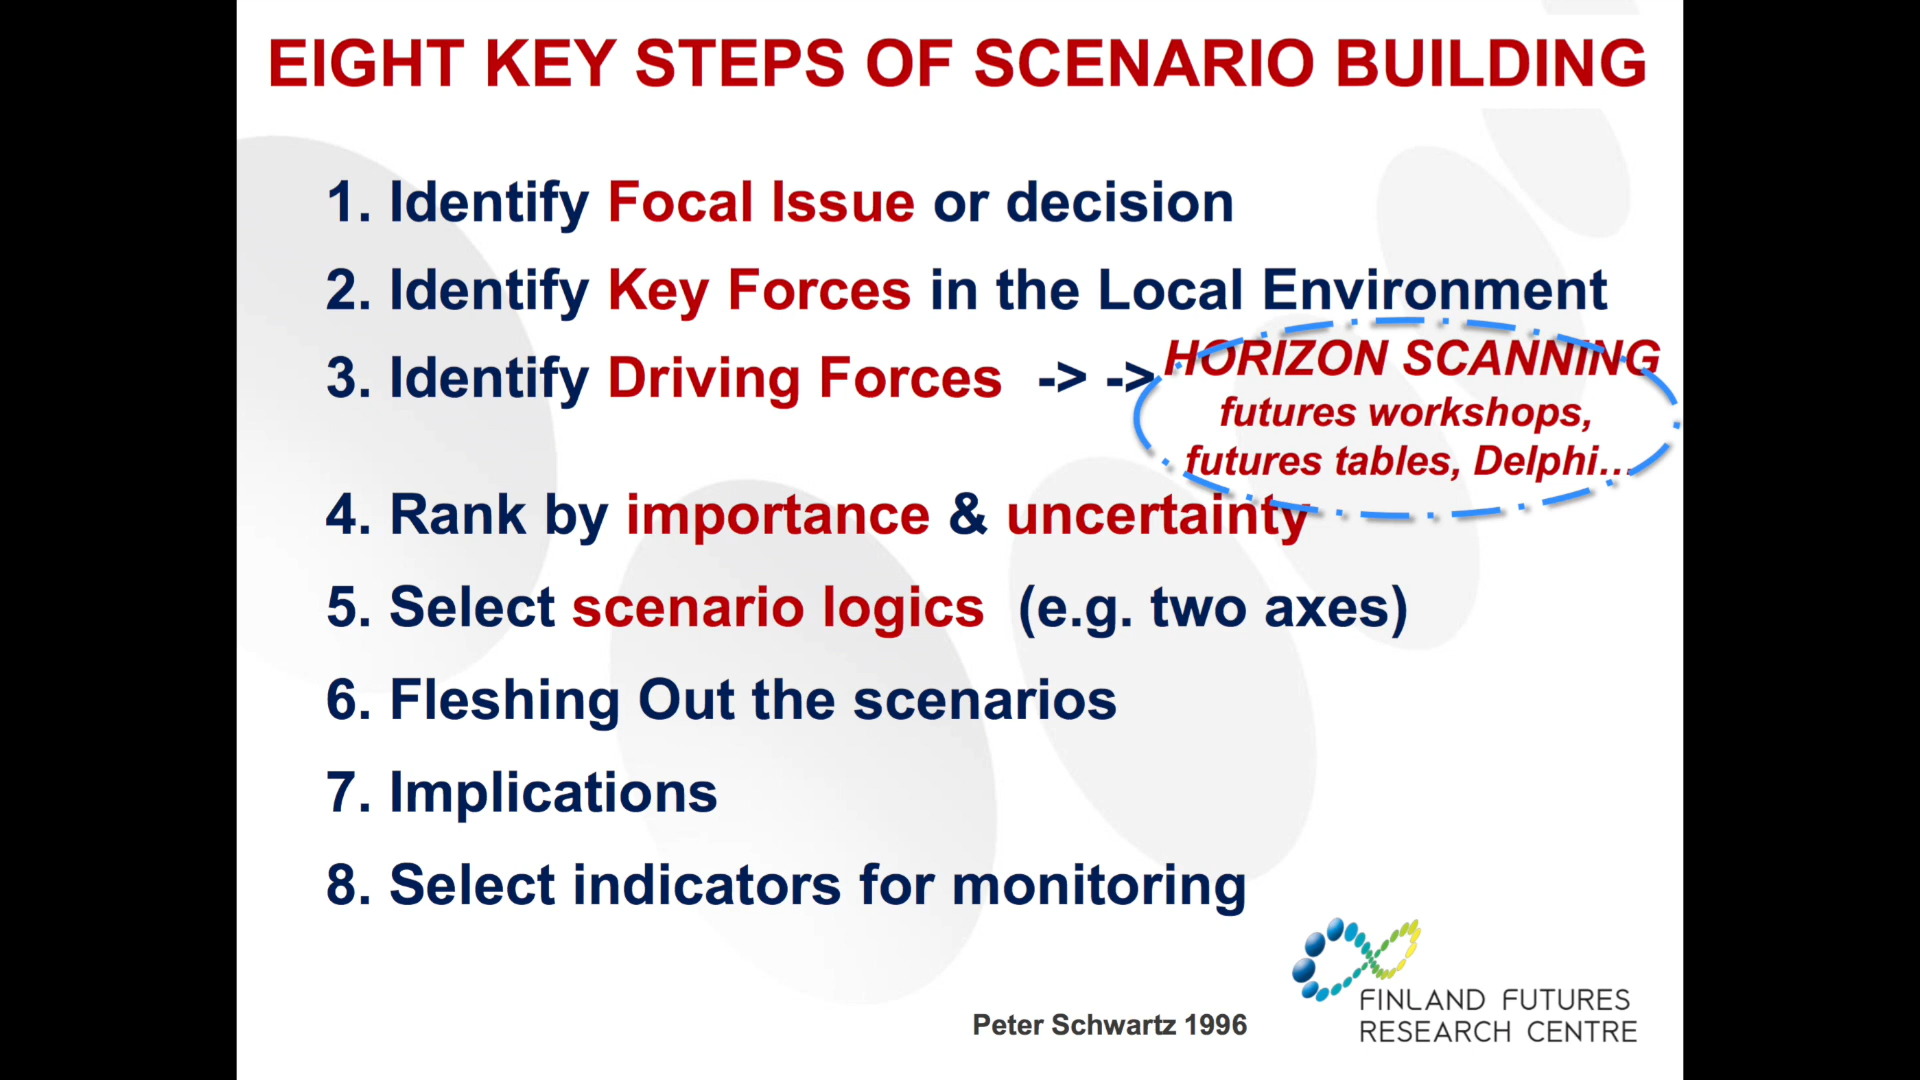 EIGHT KEY STEPS OF SCENARIO BUILDING
1. Identify Focal Issue or decision
2. Identify Key Forces in the Local Environment
3. Identify Driving Forces -> ->
HORIZON SCANNING
futures workshops,
futures tables, Delphi...
4. Rank by importance & uncertainty
5. Select scenario logics (e.g. two axes)
6. Fleshing Out the scenarios
7. Implications
8. Select indicators for monitoring
Peter Schwartz 1996
FINLAND FUTURES
RESEARCH CENTRE